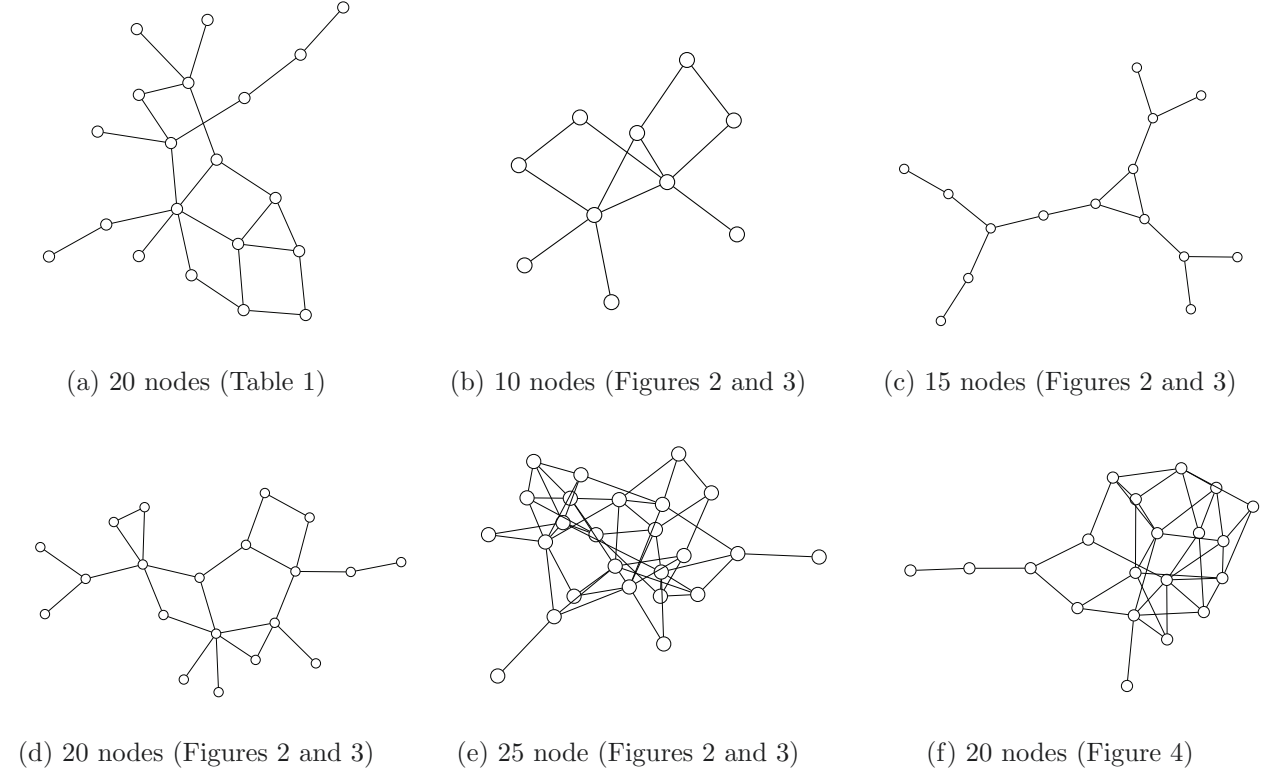 (a) 20 nodes (Table 1)
(b) 10 nodes (Figures 2 and 3)
(c) 15 nodes (Figures 2 and 3)
(d) 20 nodes (Figures 2 and 3)
(e) 25 node (Figures 2 and 3)
(f) 20 nodes (Figure 4)